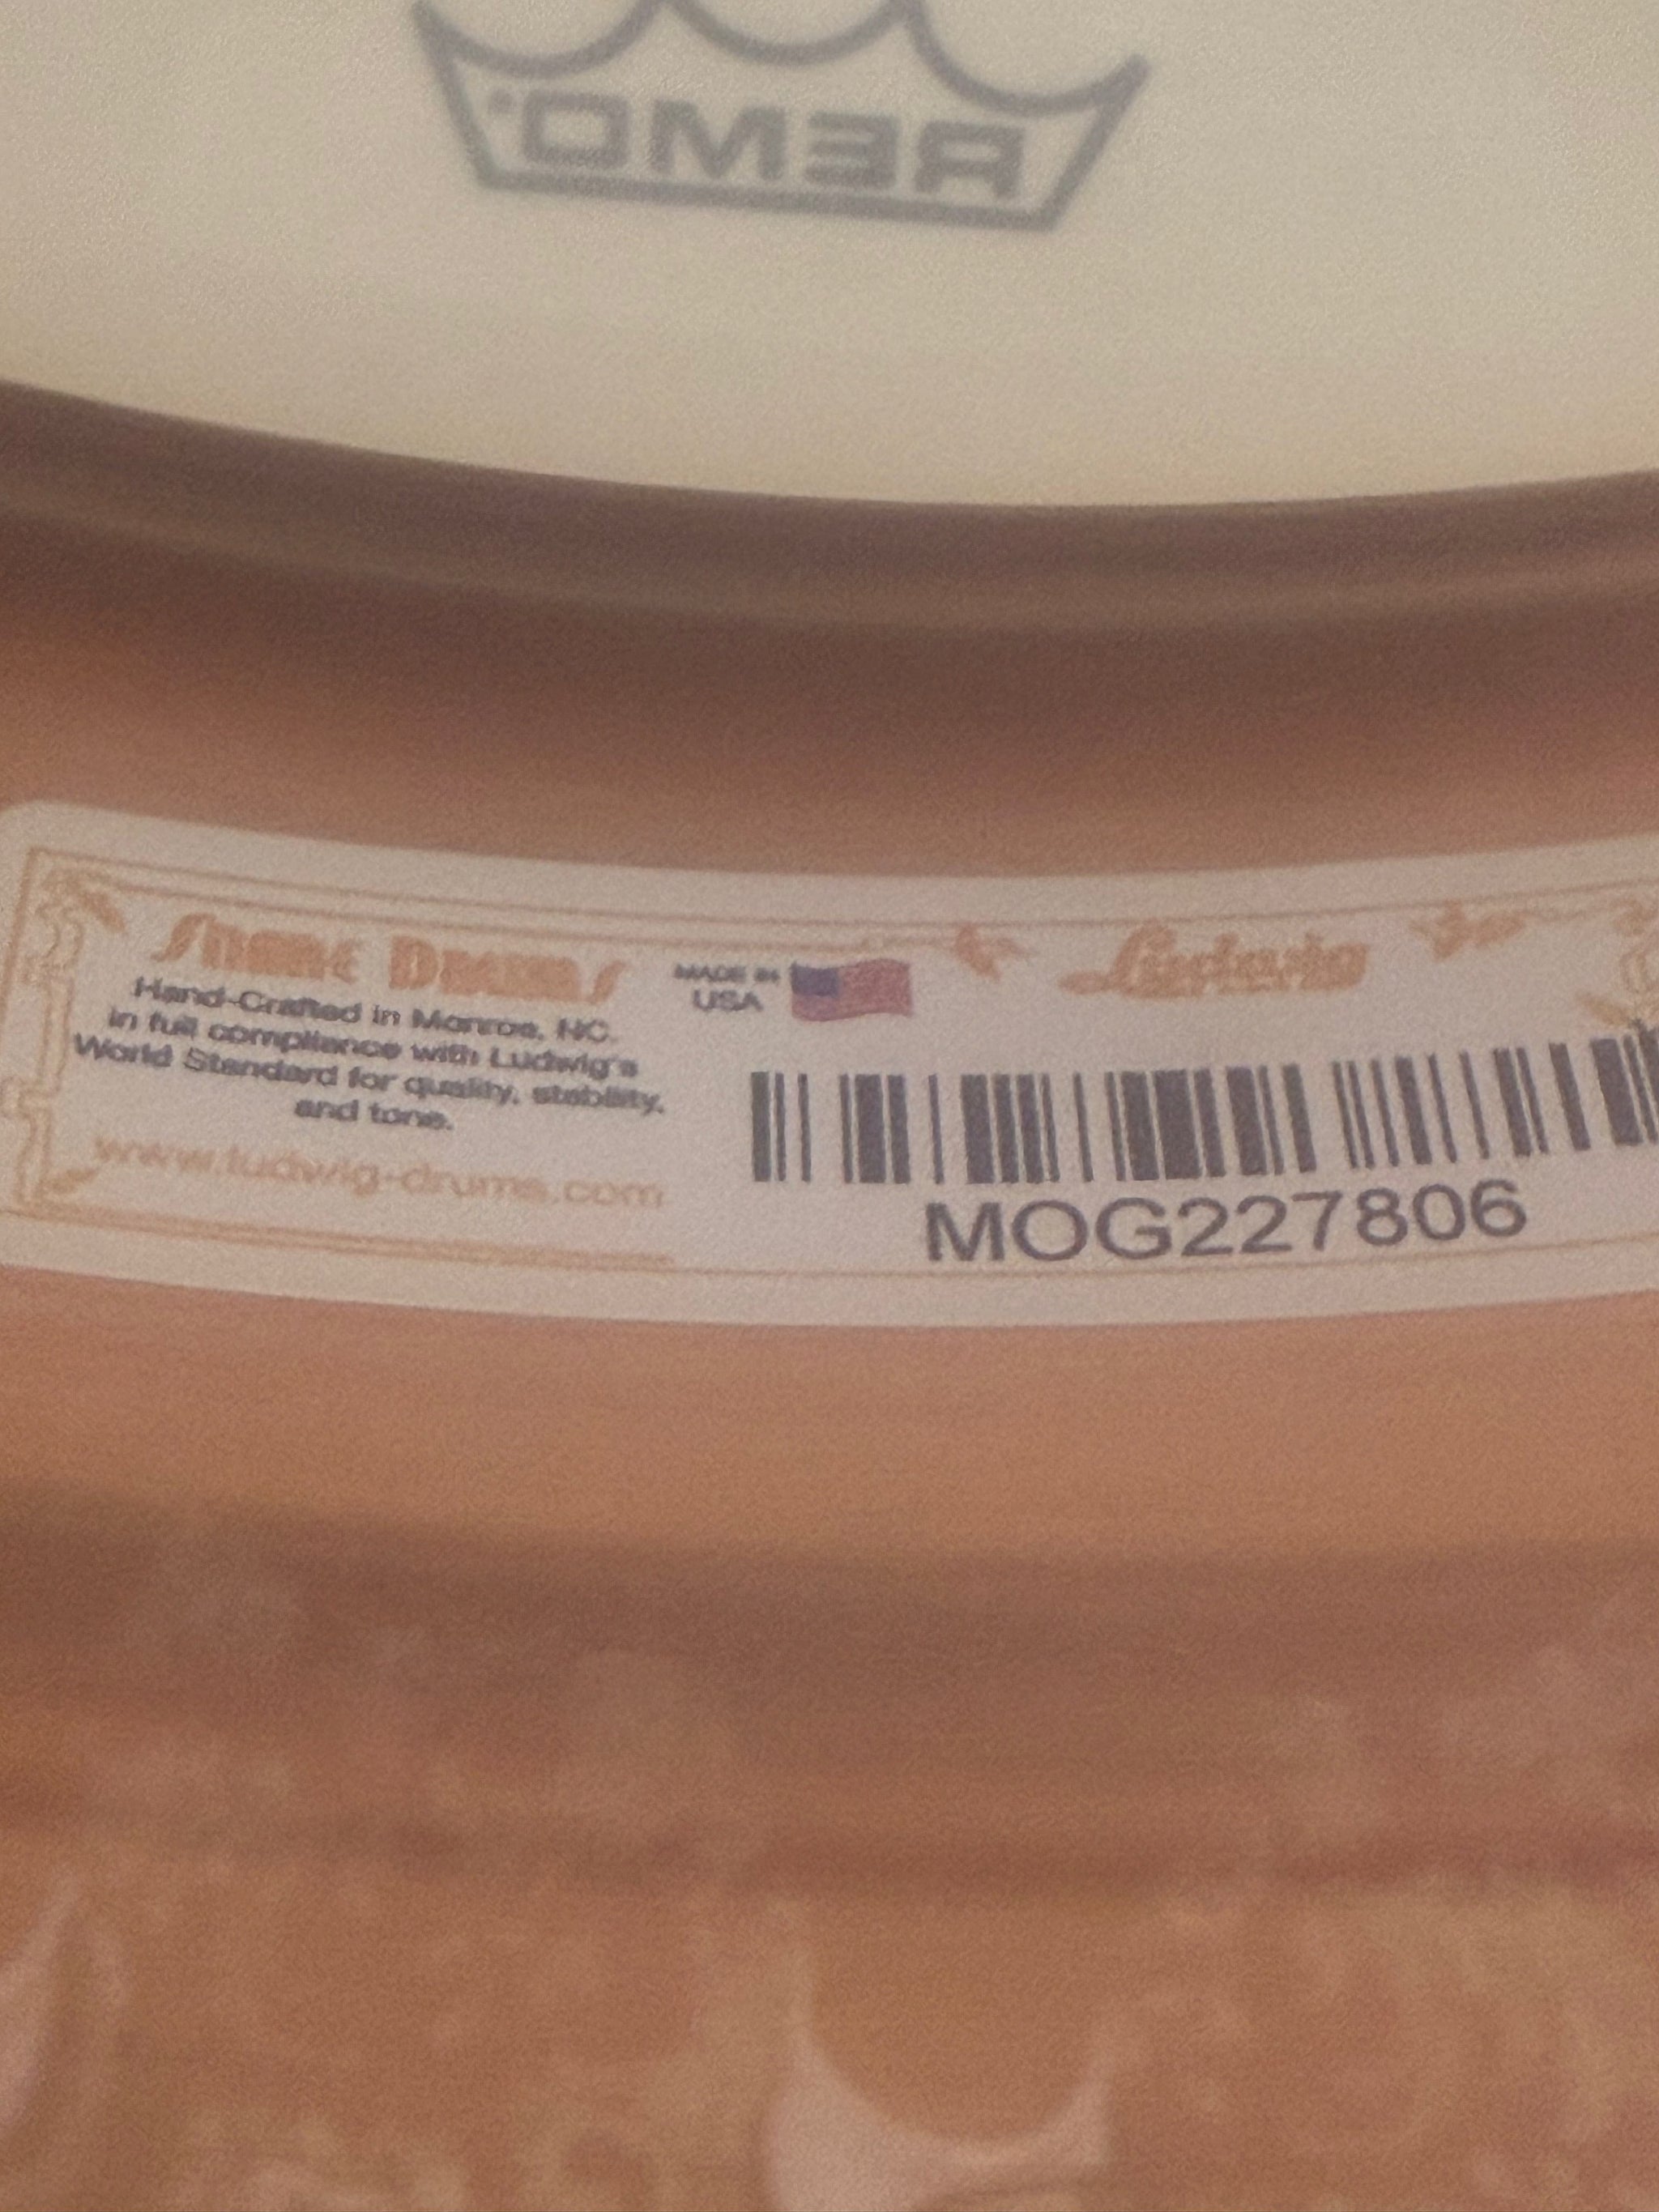 REMO
Snare Drums
Hand-Crafted in Monroe, NC.
in full compliance with Ludwig's
World Standard for quality, stability,
and tone.
www.ludwig-drums.com
MADE IN
USA
Ludwig
MOG227806